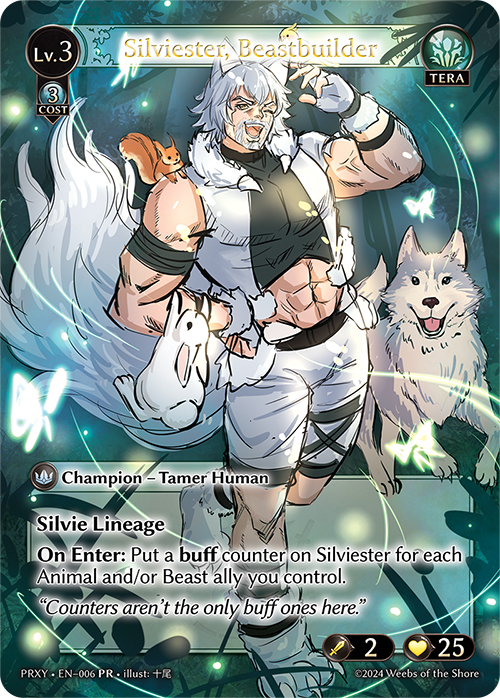 Lv.3
Silviester, Beastbuilder
TERA
3
COST
Champion – Tamer Human
Silvie Lineage
On Enter: Put a buff counter on Silviester for each
Animal and/or Beast ally you control.
“Counters aren’t the only buff ones here.”
2
25
PRXY • EN–006 PR • illust: 十尾
©2024 Weebs of the Shore